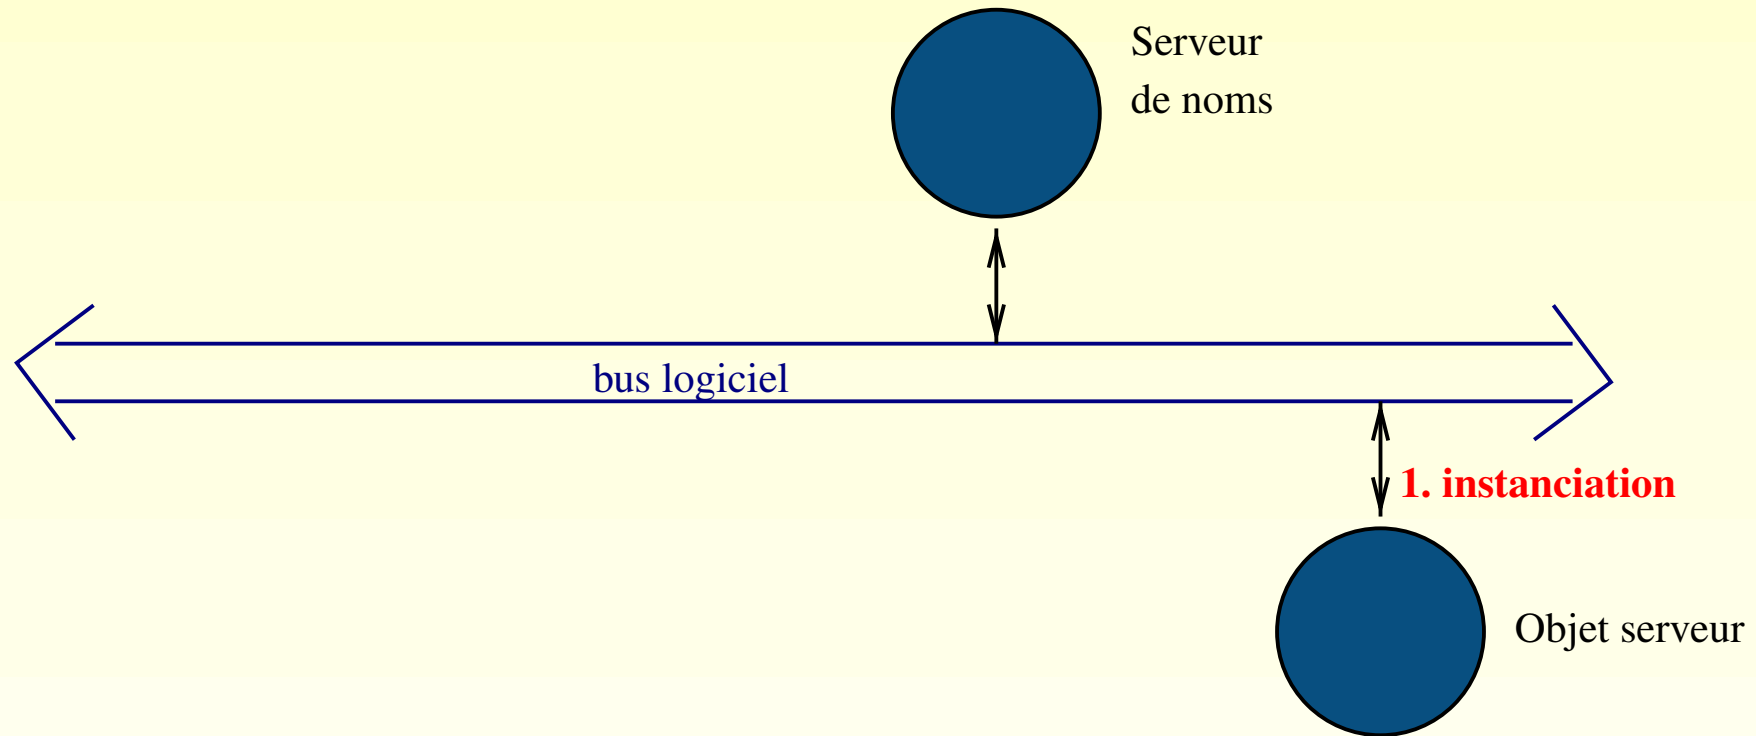 Serveur
de noms
bus logiciel
1. instanciation
Objet serveur